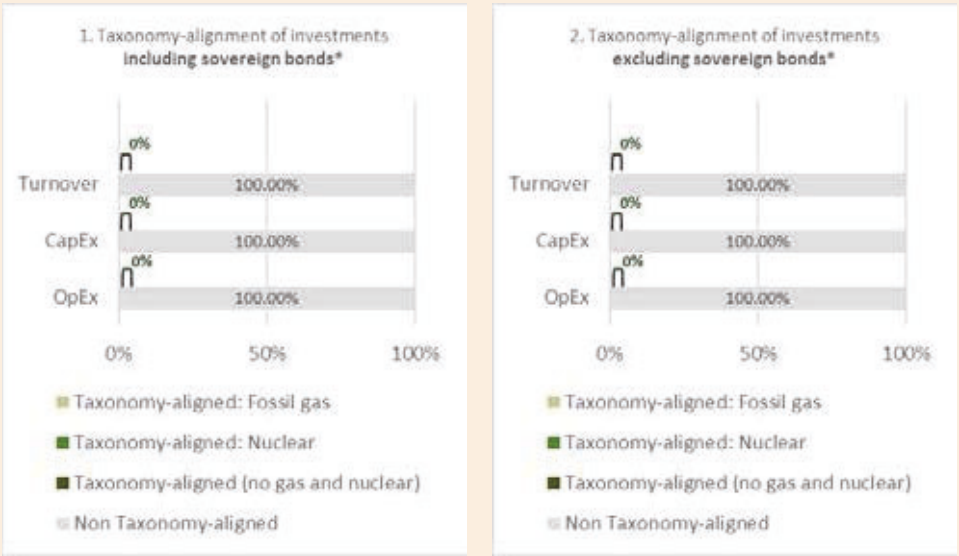 1. Taxonomy-alignment of investments
including sovereign bonds*
0%
Turnover
100.00%
0%
CapEx
100.00%
0%
OpEx
100.00%
0%
50%
100%
Taxonomy-aligned: Fossil gas
Taxonomy-aligned: Nuclear
Taxonomy-aligned (no gas and nuclear)
Non Taxonomy-aligned
2. Taxonomy-alignment of investments
excluding sovereign bonds*
0%
Turnover
100.00%
0%
CapEx
100.00%
0%
OpEx
100.00%
0%
50%
100%
Taxonomy-aligned: Fossil gas
Taxonomy-aligned: Nuclear
Taxonomy-aligned (no gas and nuclear)
Non Taxonomy-aligned